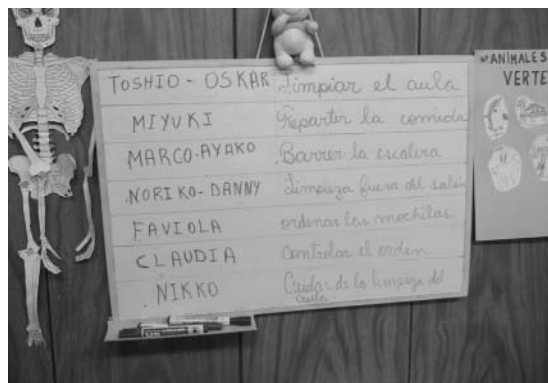 TOSHIO - OSKAR Limpiar el aula
MIYUKI Repartir la comida
MARCO-AYAKO Barrer la escalera
NORIKO-DANNY Limpieza fuera del salón
FAVIOLA ordenar las mochilas
CLAUDIA Controlar el orden
NIKKO Cuidar de la limpieza del
aula
ANIMALES
VERTE